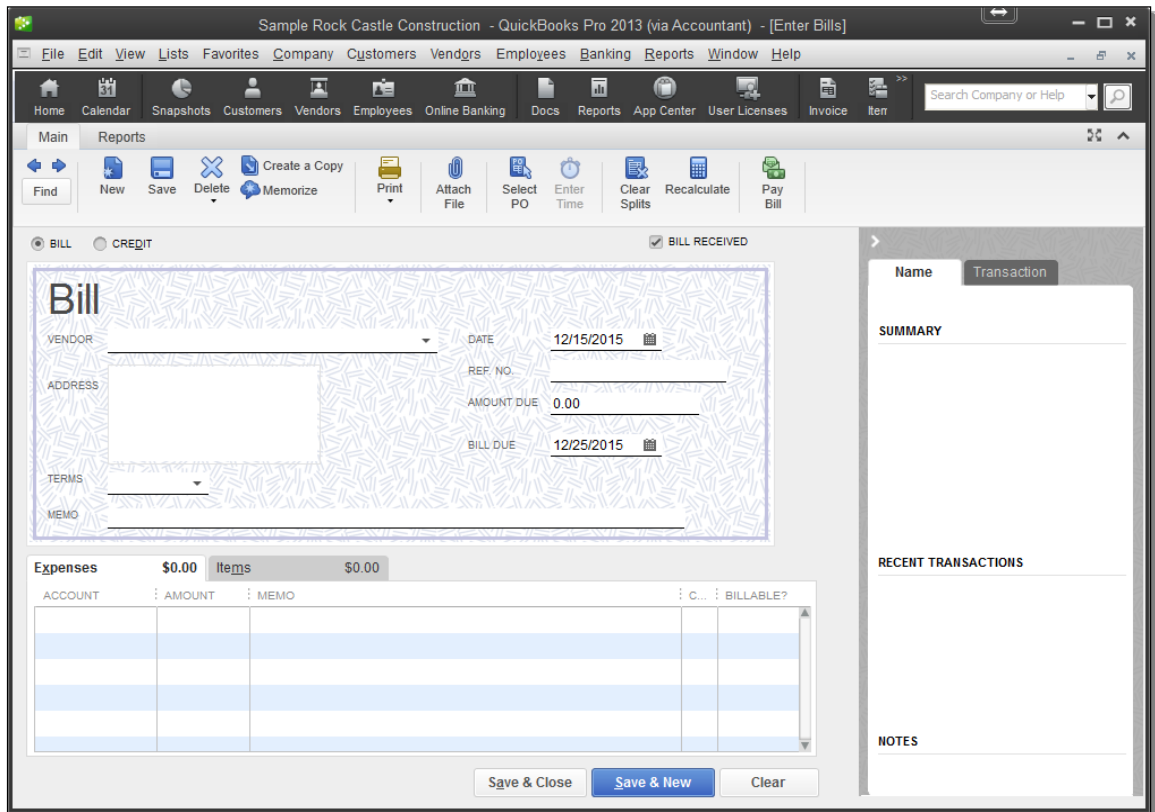 Sample Rock Castle Construction - QuickBooks Pro 2013 (via Accountant) - [Enter Bills]
File Edit View Lists Favorites Company Customers Vendors Employees Banking Reports Window Help
31
Home Calendar Snapshots Customers Vendors Employees Online Banking Docs Reports App Center User Licenses Invoice Item >> Search Company or Help
Main Reports
Create a Copy
Find New Save Delete Memorize Print Attach File Select PO Enter Time Clear Splits Recalculate Pay Bill
BILL CREDIT BILL RECEIVED
Name Transaction
Bill
SUMMARY
VENDOR DATE 12/15/2015
REF. NO.
ADDRESS
AMOUNT DUE 0.00
BILL DUE 12/25/2015
TERMS
MEMO
Expenses $0.00 Items $0.00
RECENT TRANSACTIONS
ACCOUNT AMOUNT MEMO C... BILLABLE?
NOTES
Save & Close Save & New Clear